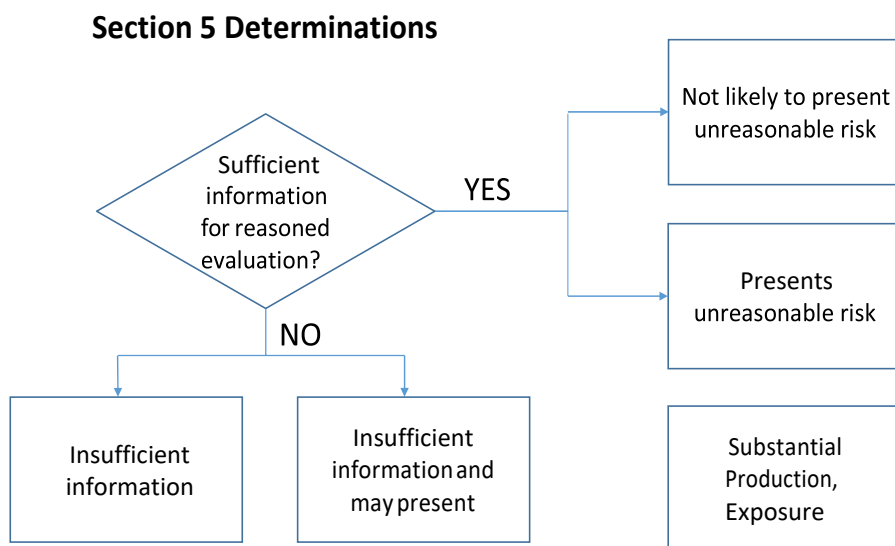 Section 5 Determinations
Not likely to present
unreasonable risk
Sufficient
information
for reasoned
evaluation?
YES
Presents
unreasonable risk
NO
Insufficient
information
Insufficient
information and
may present
Substantial
Production,
Exposure